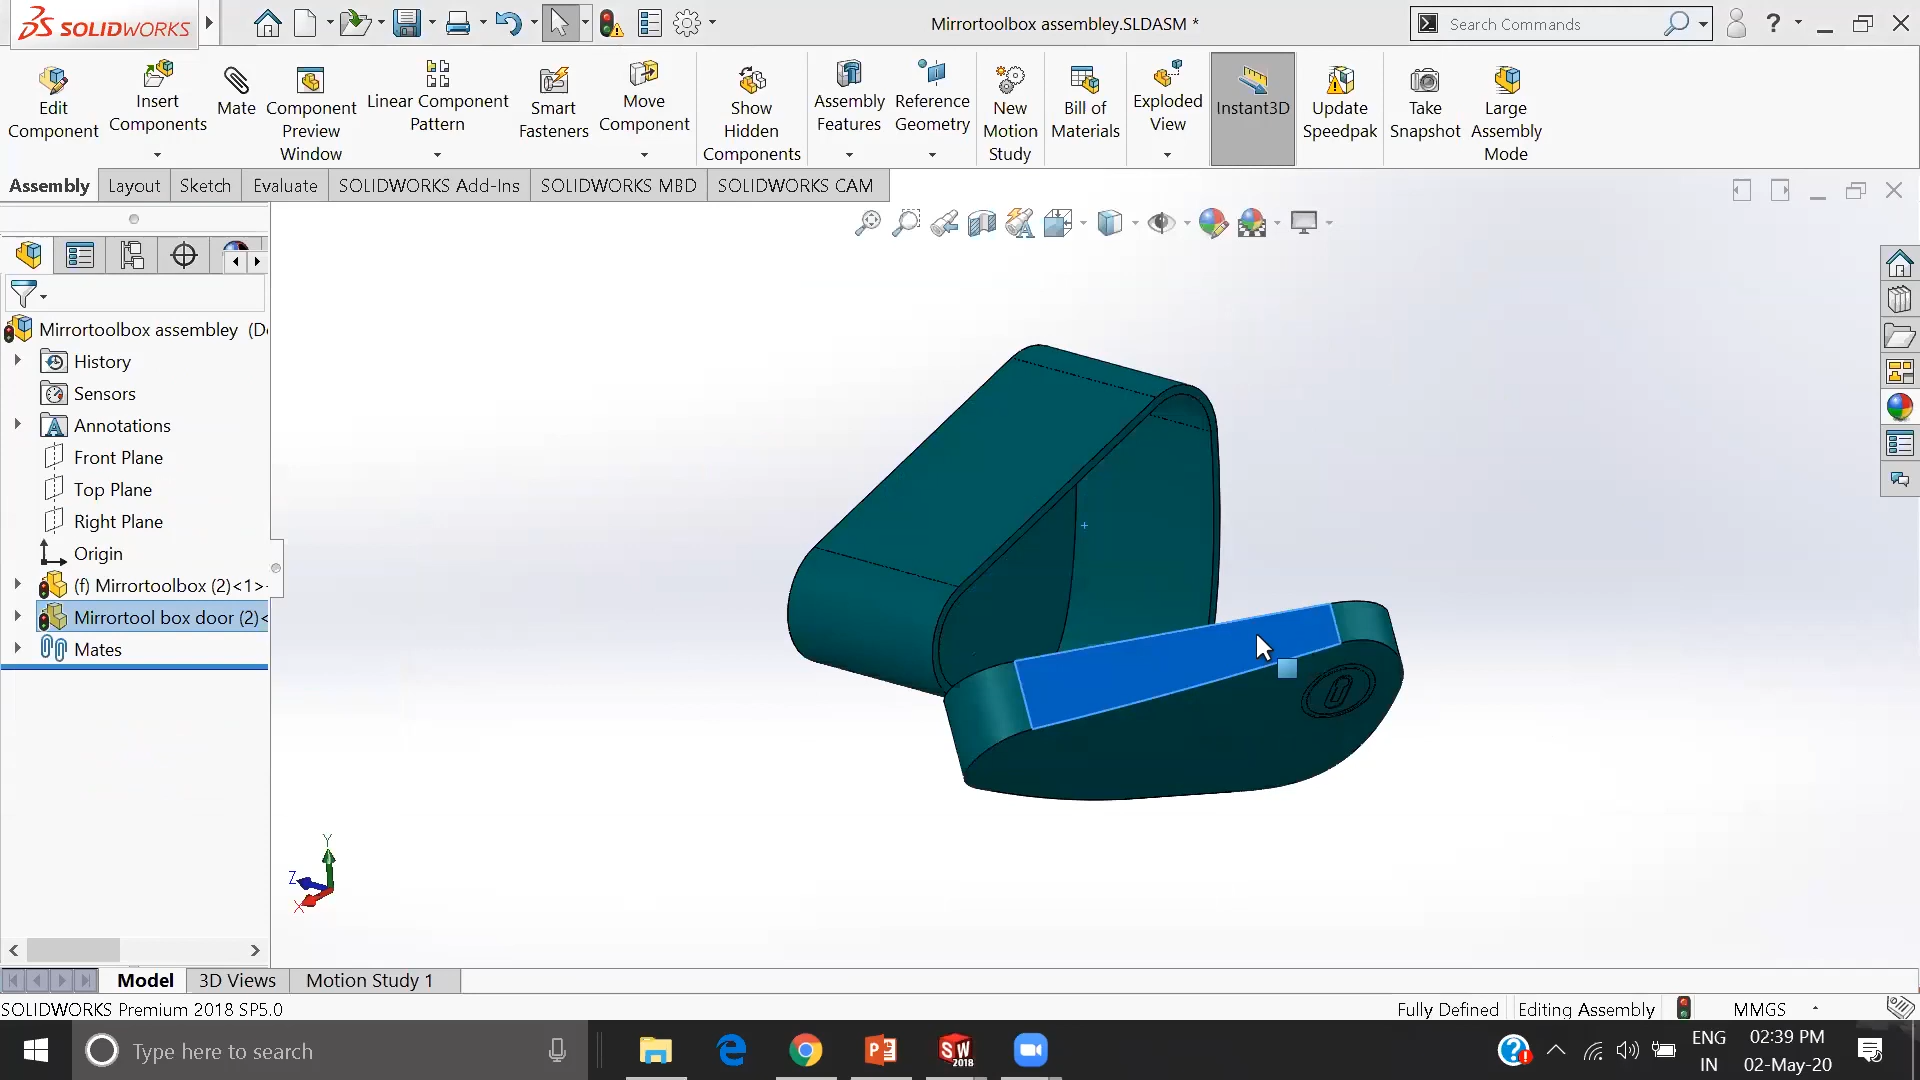 SOLIDWORKS
Mirrortoolbox assembley.SLDASM *
Search Commands
?
Edit Component
Insert Components
Mate
Component Preview Window
Linear Component Pattern
Smart Fasteners
Move Component
Show Hidden Components
Assembly Features
Reference Geometry
New Motion Study
Bill of Materials
Exploded View
Instant3D
Update Speedpak
Take Snapshot
Large Assembly Mode
Assembly
Layout
Sketch
Evaluate
SOLIDWORKS Add-Ins
SOLIDWORKS MBD
SOLIDWORKS CAM
Mirrortoolbox assembley (De
History
Sensors
Annotations
Front Plane
Top Plane
Right Plane
Origin
(f) Mirrortoolbox (2)<1>
Mirrortool box door (2)<
Mates
Y
Z
X
Model
3D Views
Motion Study 1
SOLIDWORKS Premium 2018 SP5.0
Fully Defined
Editing Assembly
MMGS
Type here to search
SW
2018
ENG
IN
02:39 PM
02-May-20